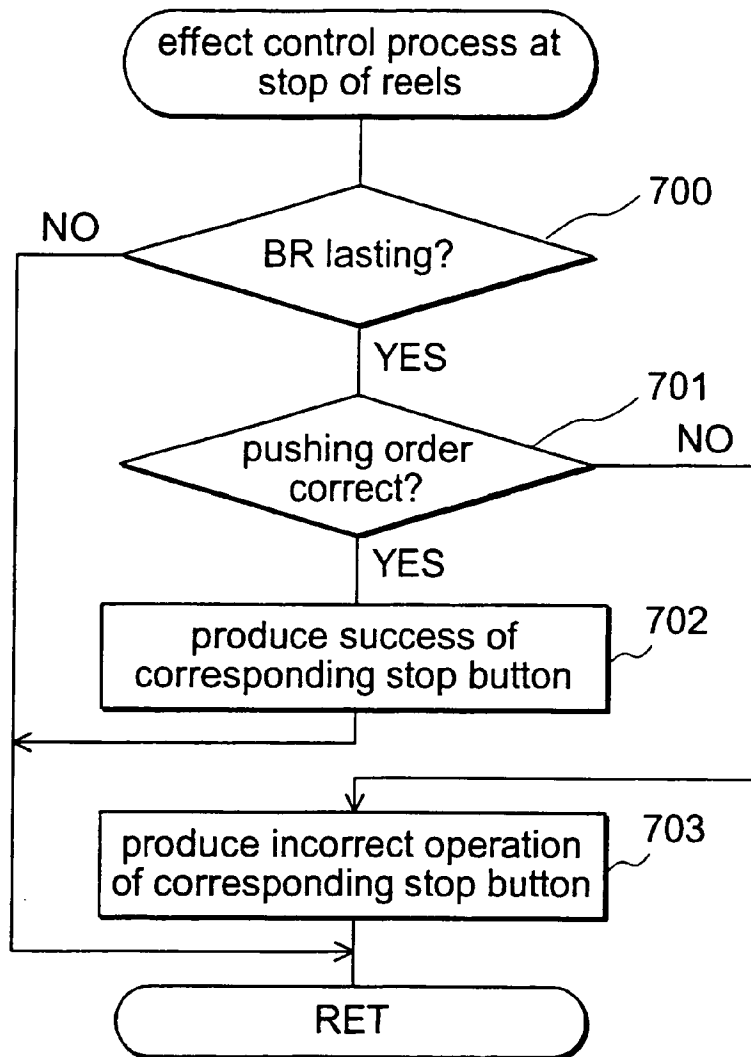 effect control process at
stop of reels
700
NO
BR lasting?
YES
701
NO
pushing order
correct?
YES
702
produce success of
corresponding stop button
703
produce incorrect operation
of corresponding stop button
RET